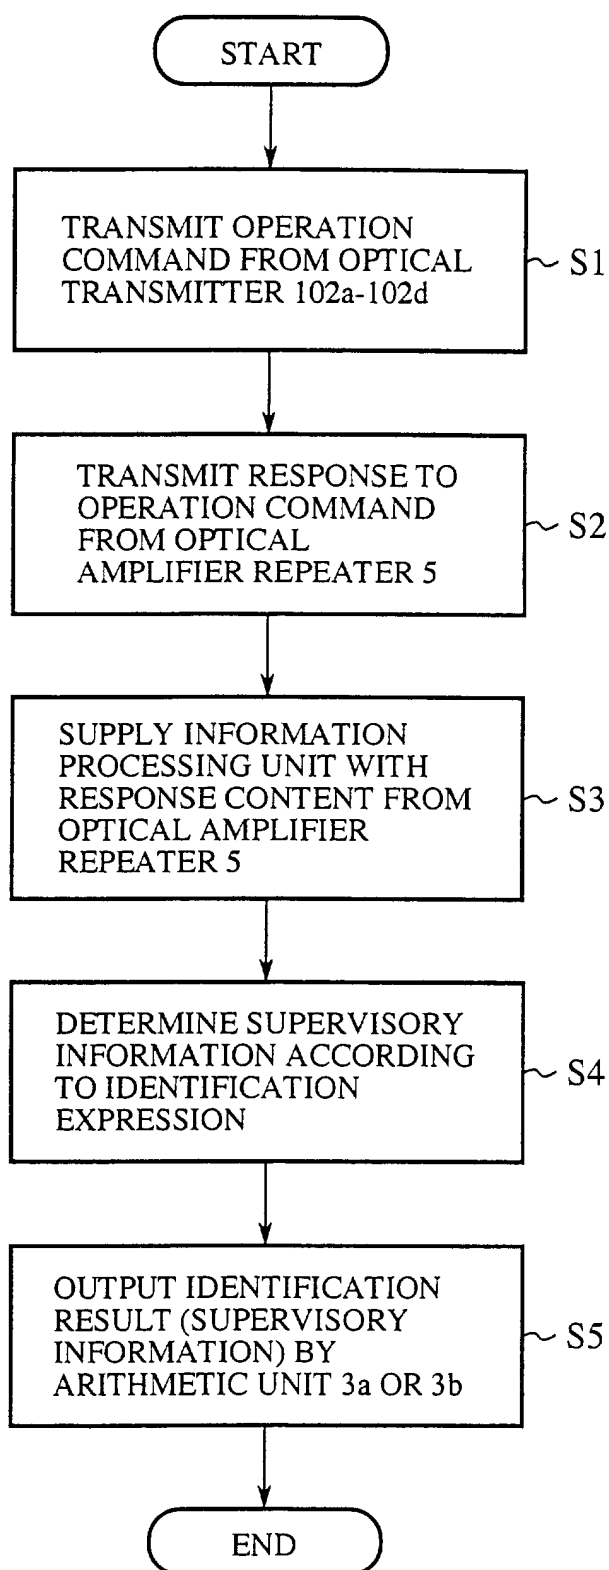 START
TRANSMIT OPERATION
COMMAND FROM OPTICAL
TRANSMITTER 102a-102d
S1
TRANSMIT RESPONSE TO
OPERATION COMMAND
FROM OPTICAL
AMPLIFIER REPEATER 5
S2
SUPPLY INFORMATION
PROCESSING UNIT WITH
RESPONSE CONTENT FROM
OPTICAL AMPLIFIER
REPEATER 5
S3
DETERMINE SUPERVISORY
INFORMATION ACCORDING
TO IDENTIFICATION
EXPRESSION
S4
OUTPUT IDENTIFICATION
RESULT (SUPERVISORY
INFORMATION) BY
ARITHMETIC UNIT 3a OR 3b
S5
END